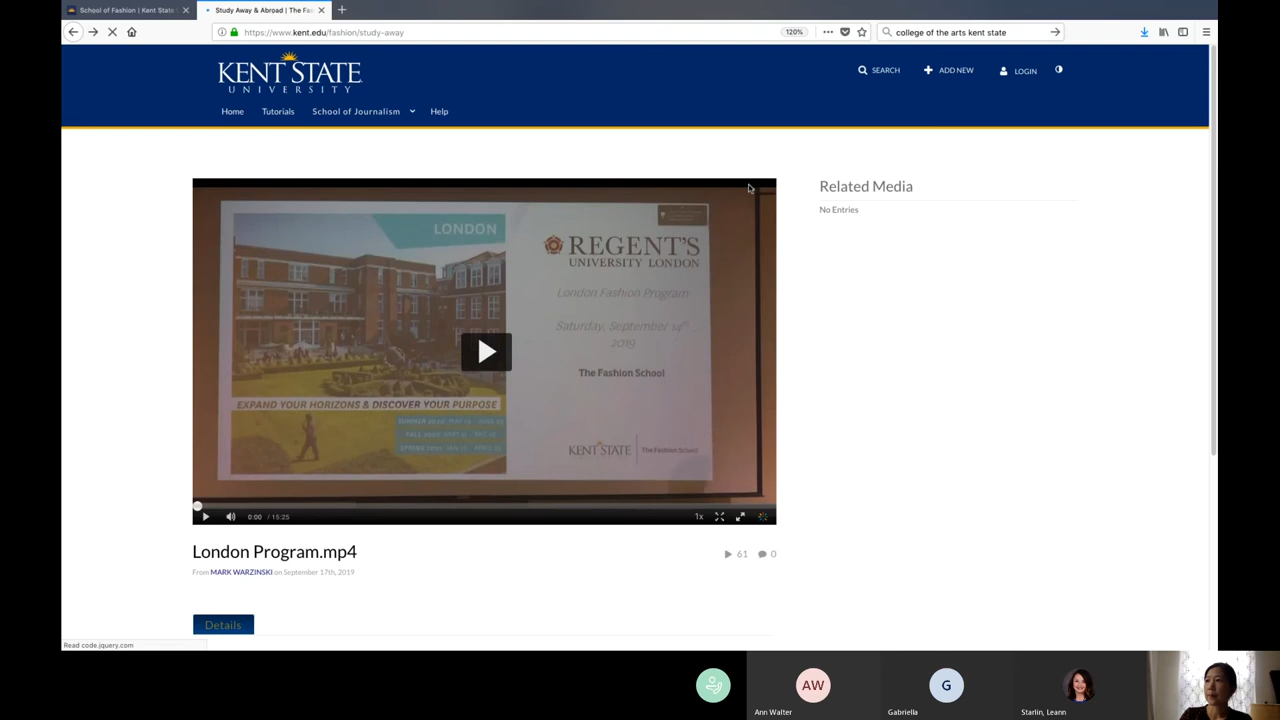 School of Fashion | Kent State
Study Away & Abroad | The Fas
https://www.kent.edu/fashion/study-away
120%
college of the arts kent state
KENT STATE
UNIVERSITY
SEARCH
ADD NEW
LOGIN
Home
Tutorials
School of Journalism
Help
LONDON
REGENT'S
UNIVERSITY LONDON
London Fashion Program
Saturday, September 14th
2019
The Fashion School
EXPAND YOUR HORIZONS & DISCOVER YOUR PURPOSE
KENT STATE
The Fashion School
0:00 / 15:25
1x
Related Media
No Entries
London Program.mp4
61
0
From MARK WARZINSKI on September 17th, 2019
Details
Read code.jquery.com
AW
G
Ann Walter
Gabriella
Starlin, Leann